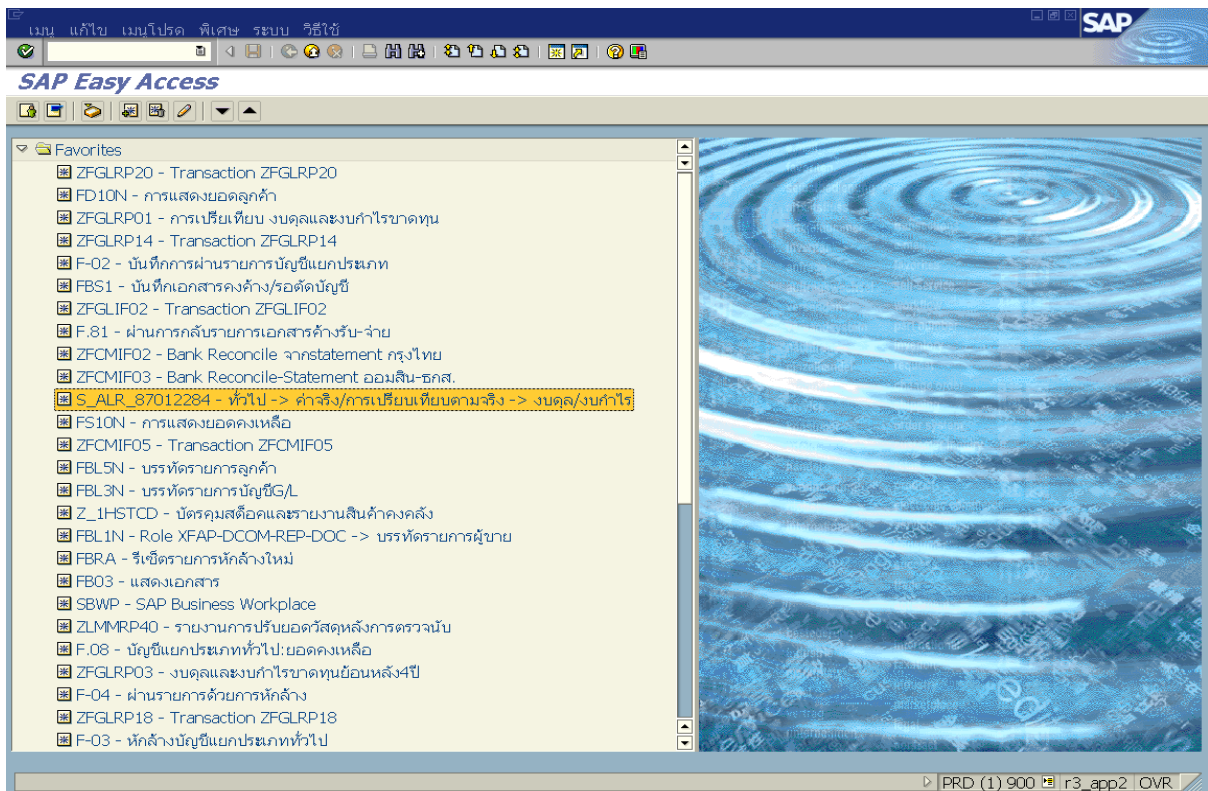 เมนู แก้ไข เมนูโปรด พิเศษ ระบบ วิธีใช้
SAP
SAP Easy Access
Favorites
ZFGLRP20 - Transaction ZFGLRP20
FD10N - การแสดงยอดลูกค้า
ZFGLRP01 - การเปรียเทียบ งบดุลและงบกำไรขาดทุน
ZFGLRP14 - Transaction ZFGLRP14
F-02 - บันทึกการผ่านรายการบัญชีแยกประเภท
FBS1 - บันทึกเอกสารคงค้าง/รอตัดบัญชี
ZFGLIF02 - Transaction ZFGLIF02
F.81 - ผ่านการกลับรายการเอกสารค้างรับ-จ่าย
ZFCMIF02 - Bank Reconcile จากstatement กรุงไทย
ZFCMIF03 - Bank Reconcile-Statement ออมสิน-ธกส.
S_ALR_87012284 - ทั่วไป -> ค่าจริง/การเปรียบเทียบตามจริง -> งบดุล/งบกำไร
FS10N - การแสดงยอดคงเหลือ
ZFCMIF05 - Transaction ZFCMIF05
FBL5N - บรรทัดรายการลูกค้า
FBL3N - บรรทัดรายการบัญชีG/L
Z_1HSTCD - บัตรคุมสต็อคและรายงานสินค้าคงคลัง
FBL1N - Role XFAP-DCOM-REP-DOC -> บรรทัดรายการผู้ขาย
FBRA - รีเซ็ตรายการหักล้างใหม่
FB03 - แสดงเอกสาร
SBWP - SAP Business Workplace
ZLMMRP40 - รายงานการปรับยอดวัสดุหลังการตรวจนับ
F.08 - บัญชีแยกประเภททั่วไป:ยอดคงเหลือ
ZFGLRP03 - งบดุลและงบกำไรขาดทุนย้อนหลัง4ปี
F-04 - ผ่านรายการด้วยการหักล้าง
ZFGLRP18 - Transaction ZFGLRP18
F-03 - หักล้างบัญชีแยกประเภททั่วไป
PRD (1) 900 r3_app2 OVR